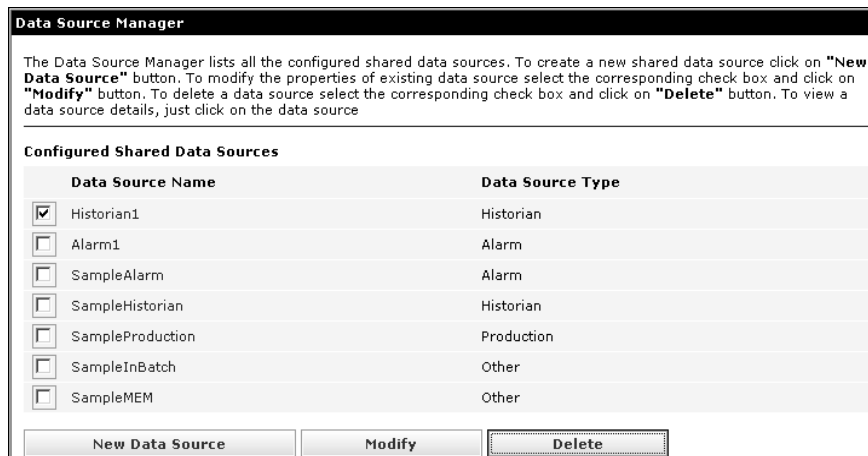 Data Source Manager
The Data Source Manager lists all the configured shared data sources. To create a new shared data source click on "New
Data Source" button. To modify the properties of existing data source select the corresponding check box and click on
"Modify" button. To delete a data source select the corresponding check box and click on "Delete" button. To view a
data source details, just click on the data source
Configured Shared Data Sources
Data Source Name Data Source Type
Historian1 Historian
Alarm1 Alarm
SampleAlarm Alarm
SampleHistorian Historian
SampleProduction Production
SampleInBatch Other
SampleMEM Other
New Data Source Modify Delete